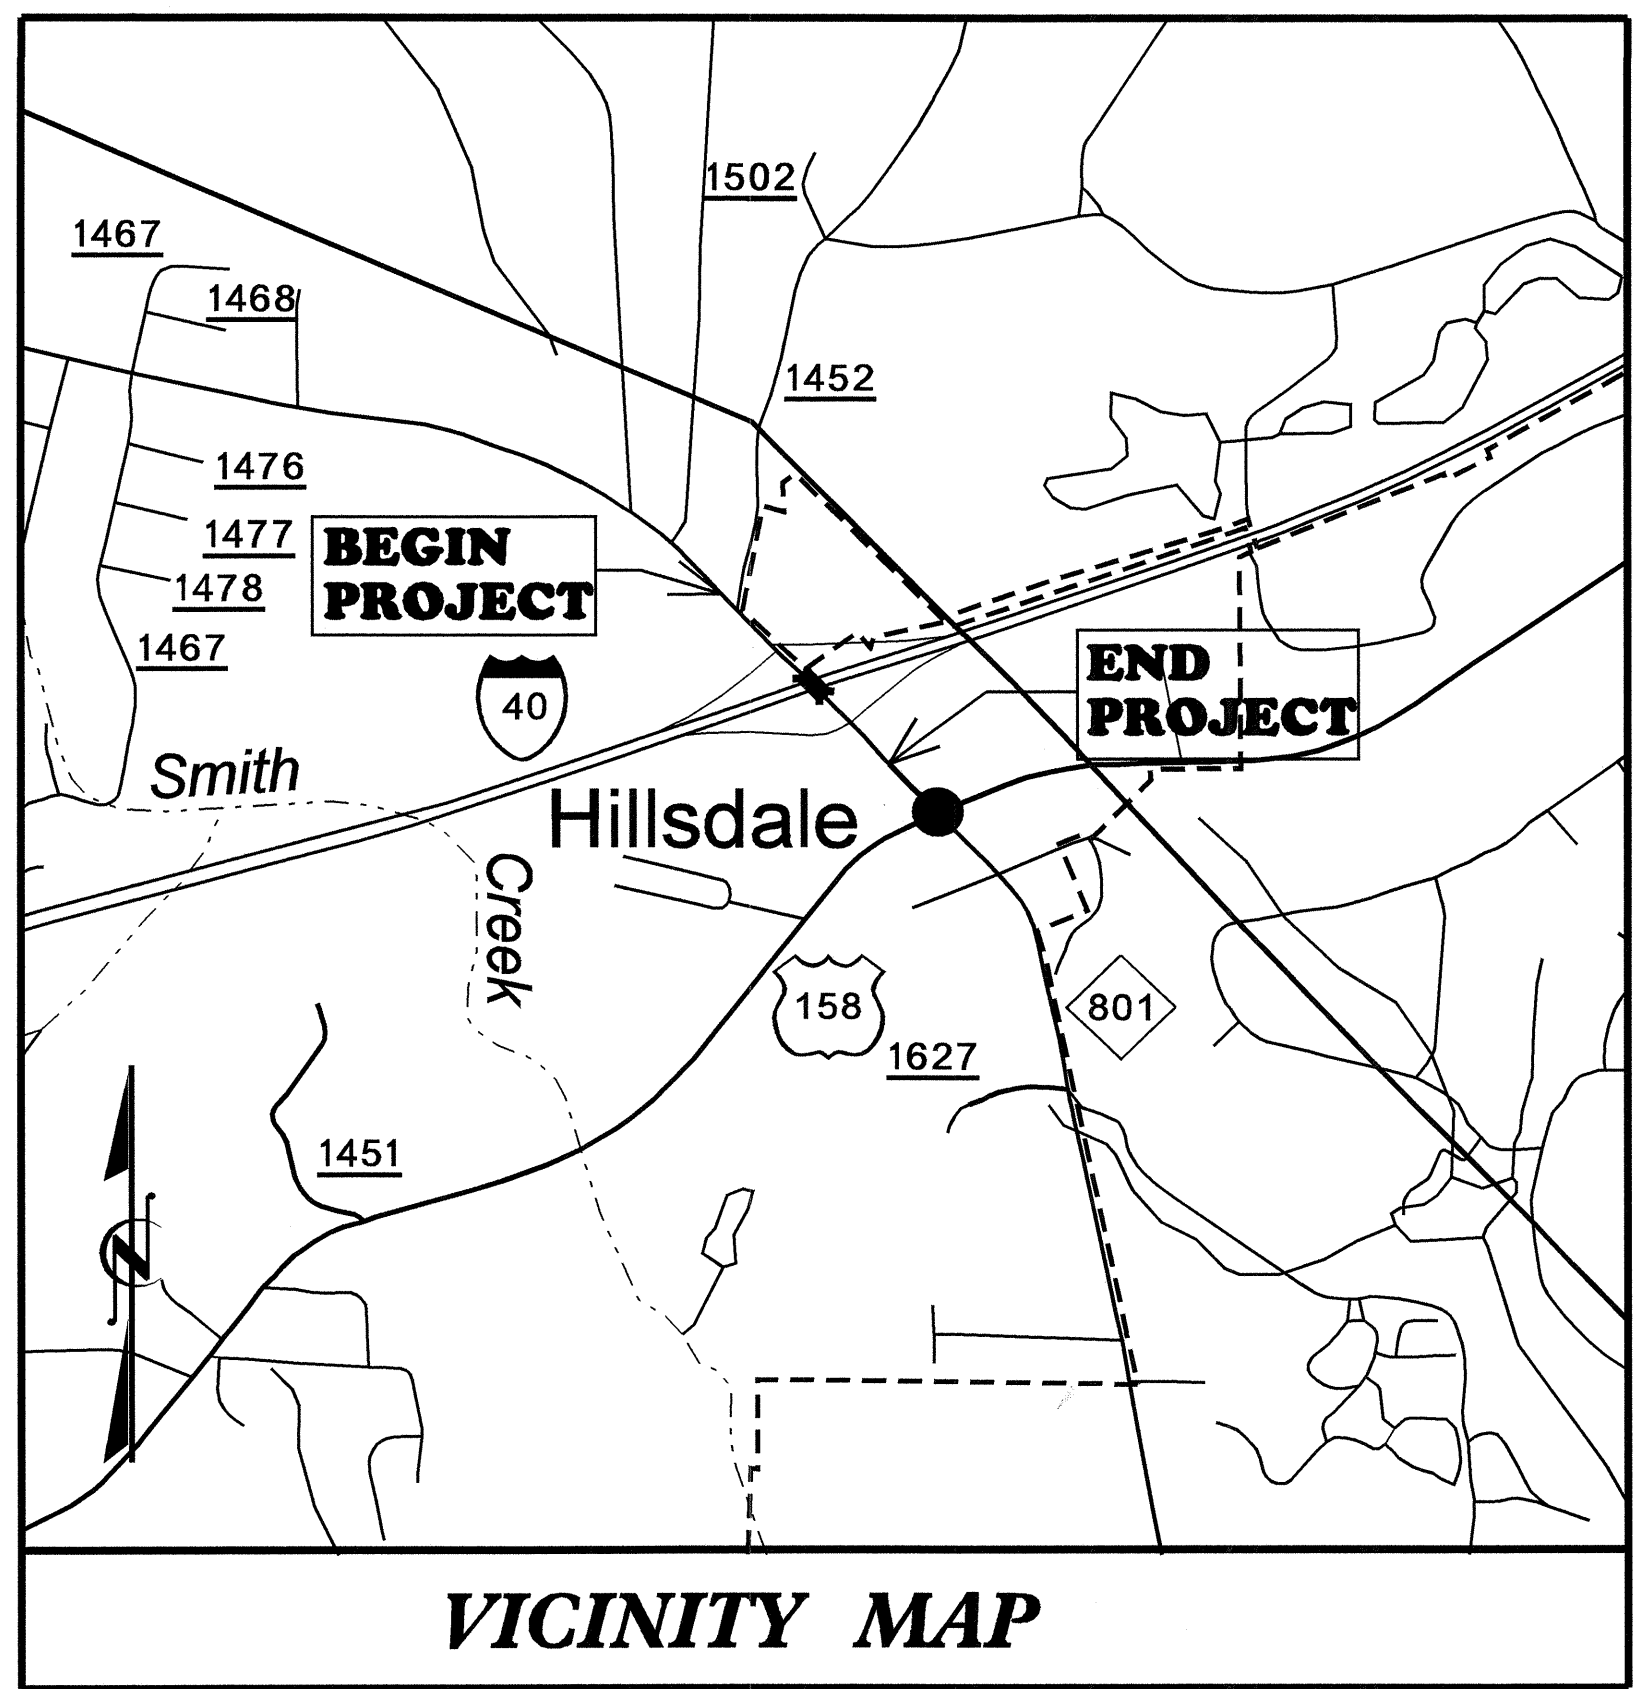 1502
1467
1468
1452
1476
1477
1478
1467
BEGIN
PROJECT
40
END
PROJECT
Smith
Creek
Hillsdale
158
801
1627
1451
N
VICINITY MAP